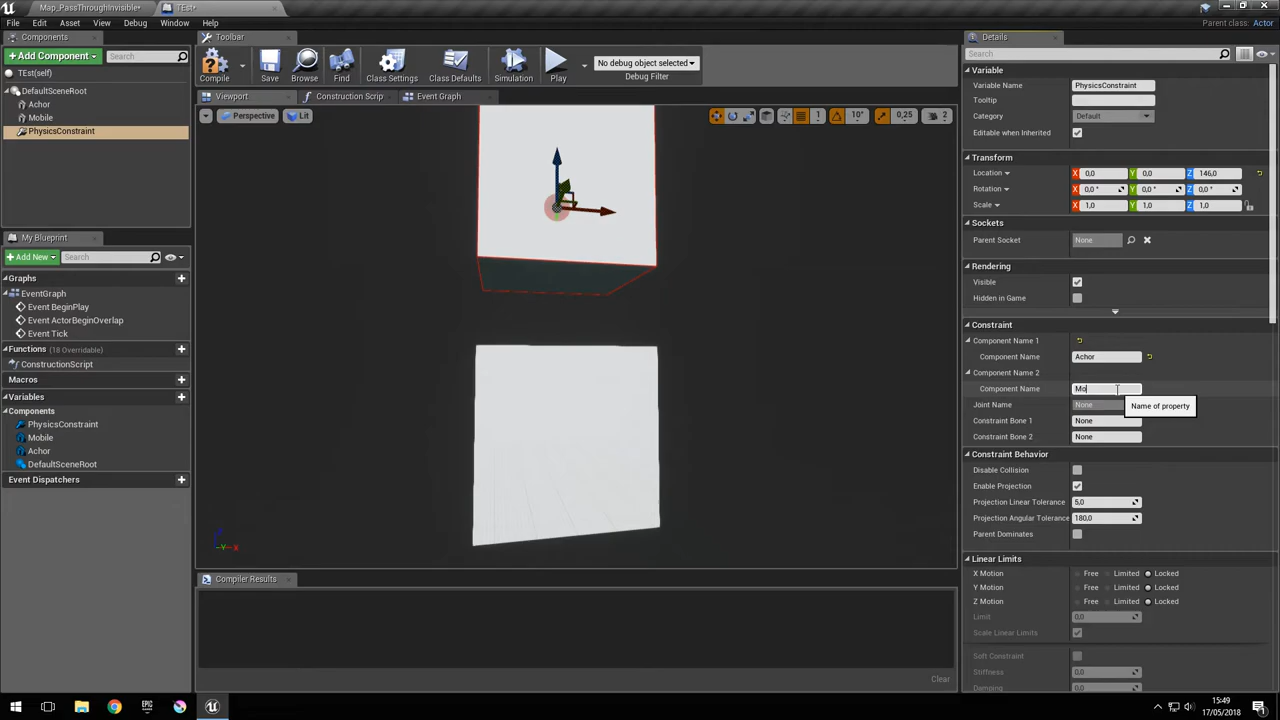 Map_PassThroughInvisible*
TEst*
File Edit Asset View Debug Window Help
Parent class: Actor
Components
+ Add Component
Search
TEst(self)
DefaultSceneRoot
Achor
Mobile
PhysicsConstraint
My Blueprint
+ Add New
Search
Graphs
EventGraph
Event BeginPlay
Event ActorBeginOverlap
Event Tick
Functions (18 Overridable)
ConstructionScript
Macros
Variables
Components
PhysicsConstraint
Mobile
Achor
DefaultSceneRoot
Event Dispatchers
Toolbar
Compile Save Browse Find Class Settings Class Defaults Simulation Play
No debug object selected
Debug Filter
Viewport Construction Scrip Event Graph
Perspective Lit
1 10° 0,25 2
Z
Y X
Compiler Results
Clear
Details
Search
Variable
Variable Name PhysicsConstraint
Tooltip
Category Default
Editable when Inherited
Transform
Location X 0,0 Y 0,0 Z 146,0
Rotation X 0,0 ° Y 0,0 ° Z 0,0 °
Scale X 1,0 Y 1,0 Z 1,0
Sockets
Parent Socket None
Rendering
Visible
Hidden in Game
Constraint
Component Name 1
Component Name Achor
Component Name 2
Component Name Mo
Name of property
Joint Name None
Constraint Bone 1 None
Constraint Bone 2 None
Constraint Behavior
Disable Collision
Enable Projection
Projection Linear Tolerance 5,0
Projection Angular Tolerance 180,0
Parent Dominates
Linear Limits
X Motion Free Limited Locked
Y Motion Free Limited Locked
Z Motion Free Limited Locked
Limit 0,0
Scale Linear Limits
Soft Constraint
Stiffness 0,0
Damping 0,0
EPIC
15:49
17/05/2018
1